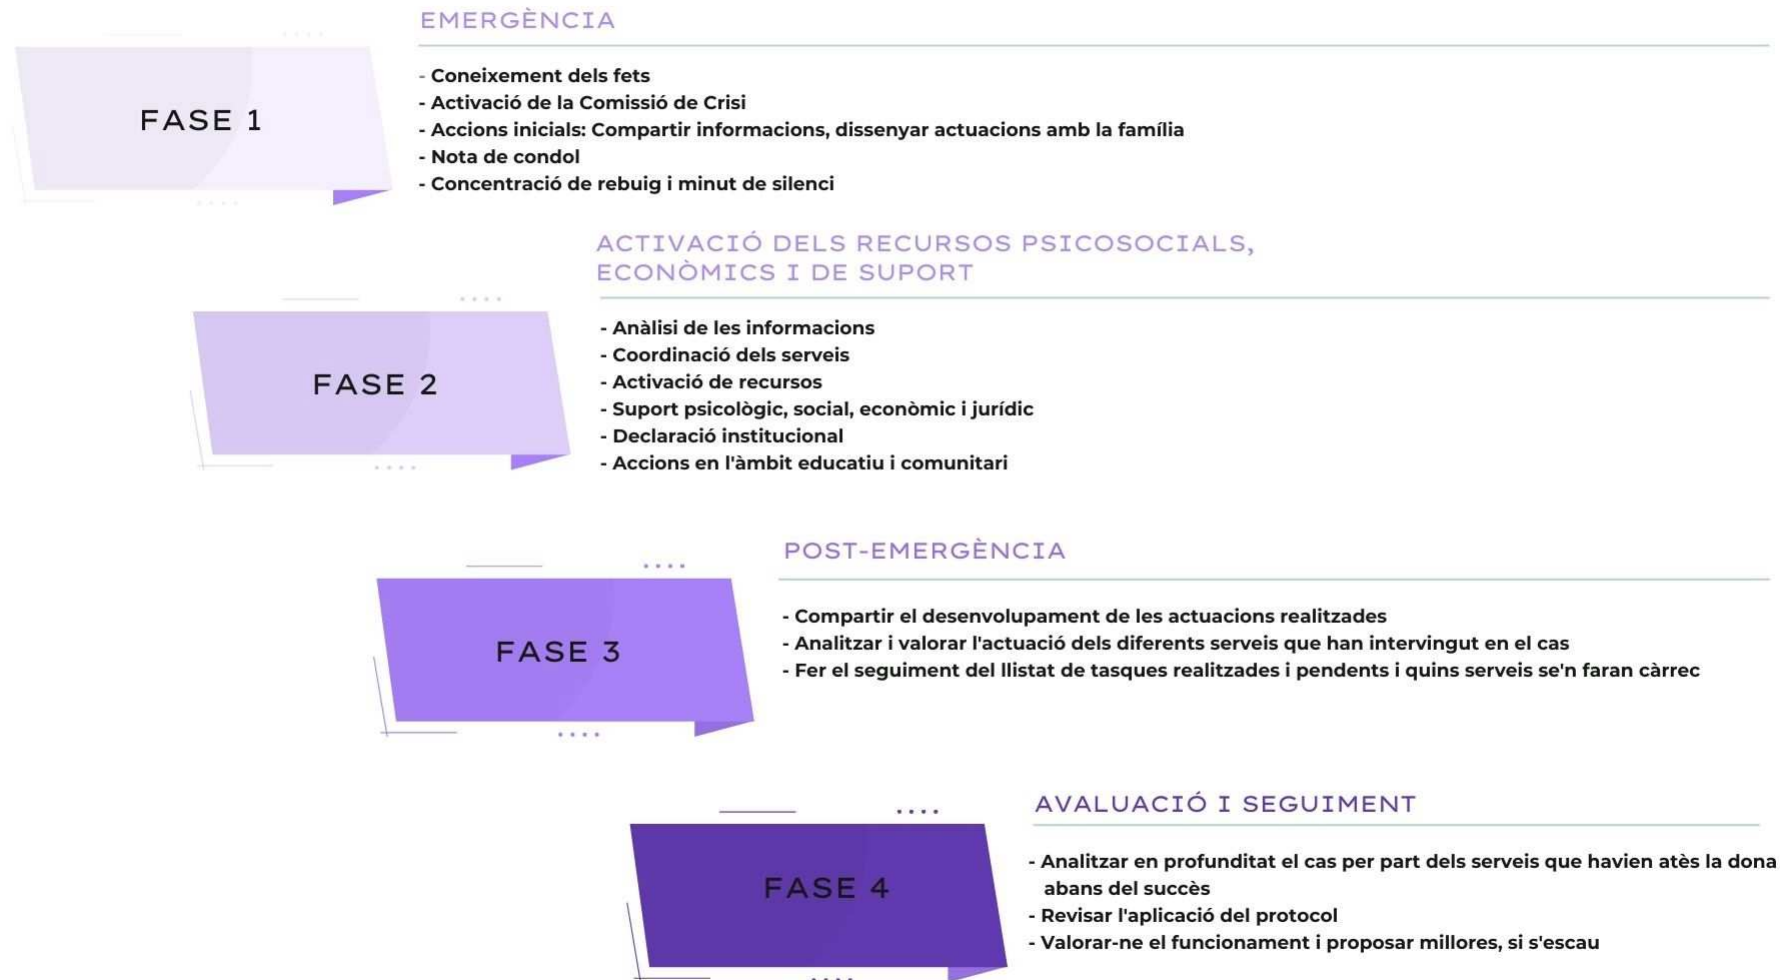 EMERGÈNCIA
FASE 1
- Coneixement dels fets
- Activació de la Comissió de Crisi
- Accions inicials: Compartir informacions, dissenyar actuacions amb la família
- Nota de condol
- Concentració de rebuig i minut de silenci
ACTIVACIÓ DELS RECURSOS PSICOSOCIALS,
ECONÒMICS I DE SUPORT
FASE 2
- Anàlisi de les informacions
- Coordinació dels serveis
- Activació de recursos
- Suport psicològic, social, econòmic i jurídic
- Declaració institucional
- Accions en l'àmbit educatiu i comunitari
POST-EMERGÈNCIA
FASE 3
- Compartir el desenvolupament de les actuacions realitzades
- Analitzar i valorar l'actuació dels diferents serveis que han intervingut en el cas
- Fer el seguiment del llistat de tasques realitzades i pendents i quins serveis se'n faran càrrec
AVALUACIÓ I SEGUIMENT
FASE 4
- Analitzar en profunditat el cas per part dels serveis que havien atès la dona
abans del succès
- Revisar l'aplicació del protocol
- Valorar-ne el funcionament i proposar millores, si s'escau